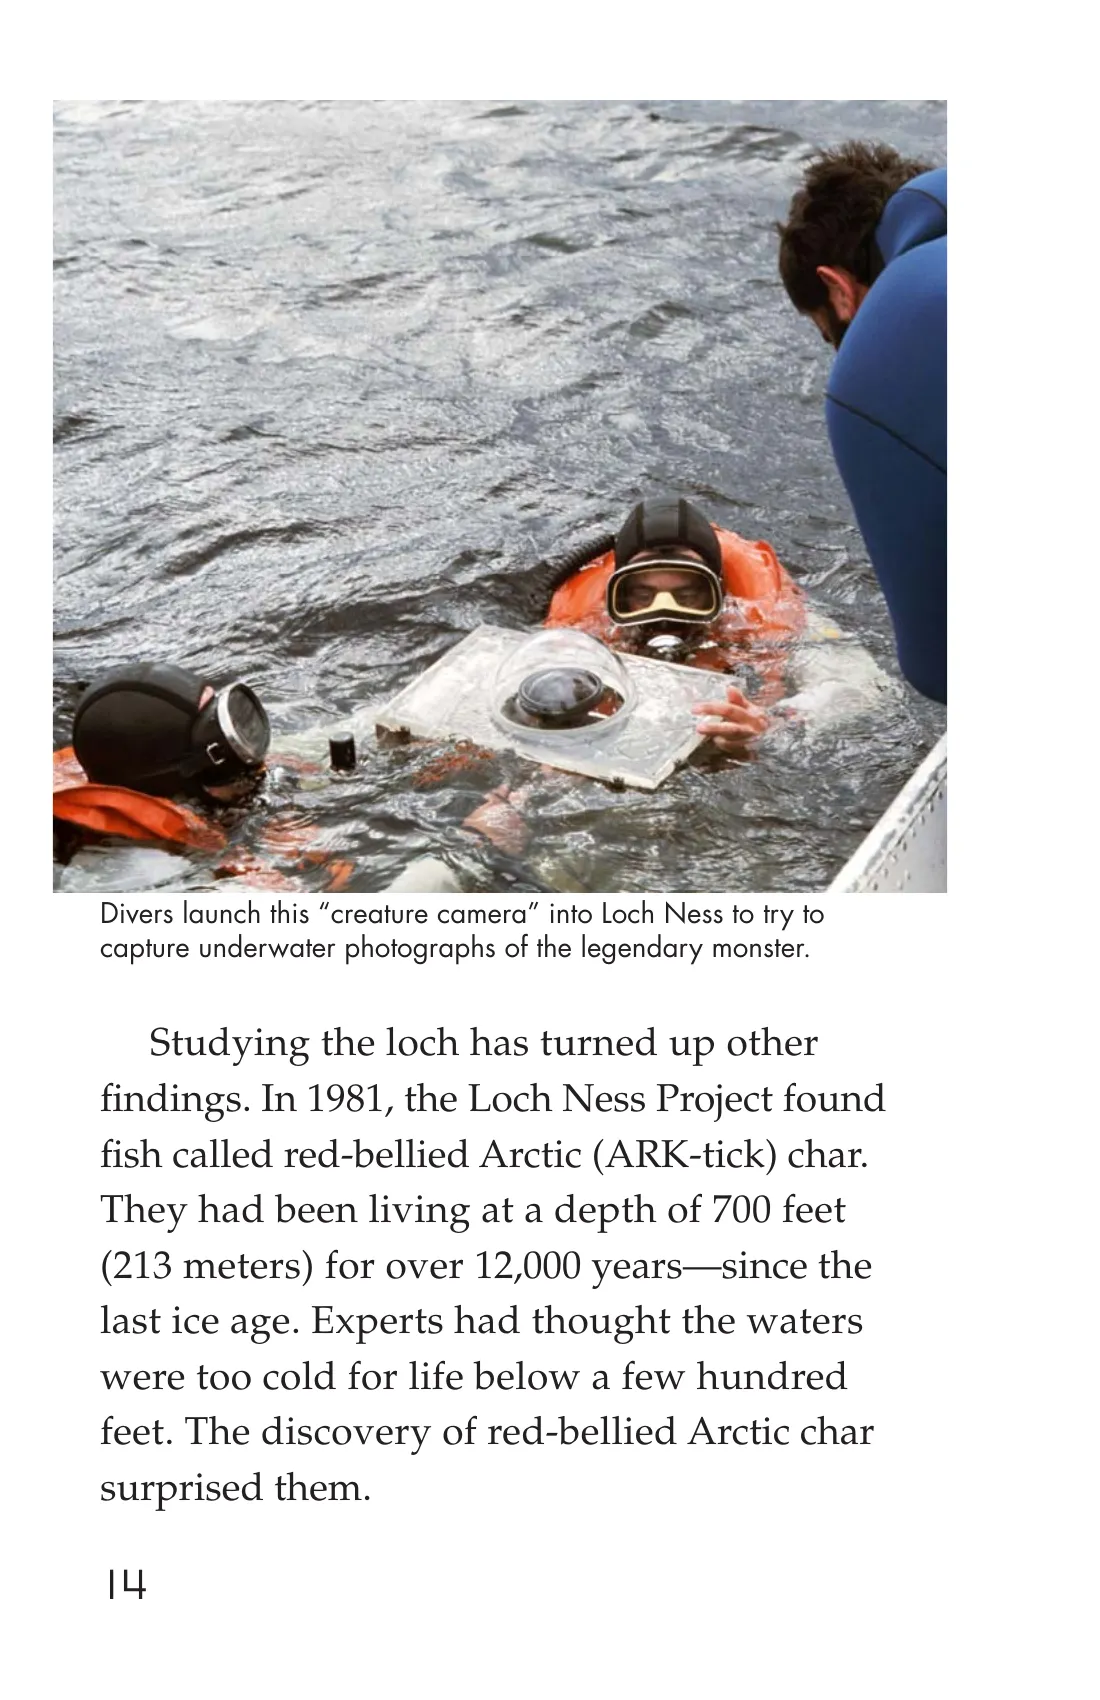 Divers launch this “creature camera” into Loch Ness to try to
capture underwater photographs of the legendary monster.
Studying the loch has turned up other
findings. In 1981, the Loch Ness Project found
fish called red-bellied Arctic (ARK-tick) char.
They had been living at a depth of 700 feet
(213 meters) for over 12,000 years—since the
last ice age. Experts had thought the waters
were too cold for life below a few hundred
feet. The discovery of red-bellied Arctic char
surprised them.
14